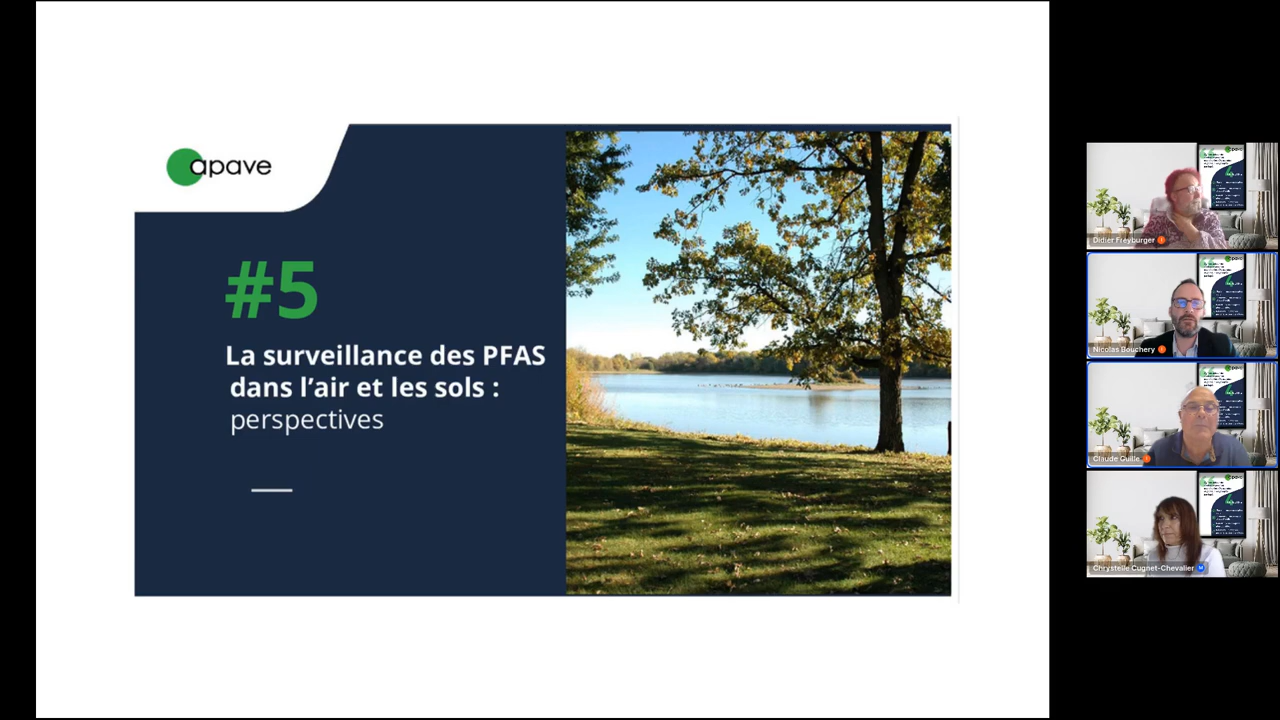 apave
#5
La surveillance des PFAS
dans l'air et les sols :
perspectives
Didier Freyburger
Nicolas Bouchery
Claude Guille
Chrystelle Cugnet-Chevalier